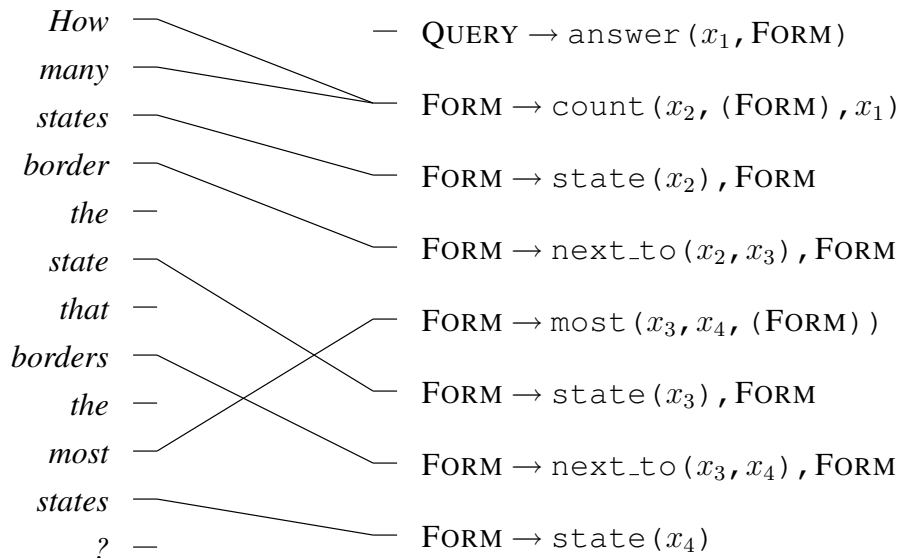 How
many
states
border
the
state
that
borders
the
most
states
?
QUERY → answer(x₁,FORM)
FORM → count(x₂,(FORM),x₁)
FORM → state(x₂),FORM
FORM → next_to(x₂,x₃),FORM
FORM → most(x₃,x₄,(FORM))
FORM → state(x₃),FORM
FORM → next_to(x₃,x₄),FORM
FORM → state(x₄)